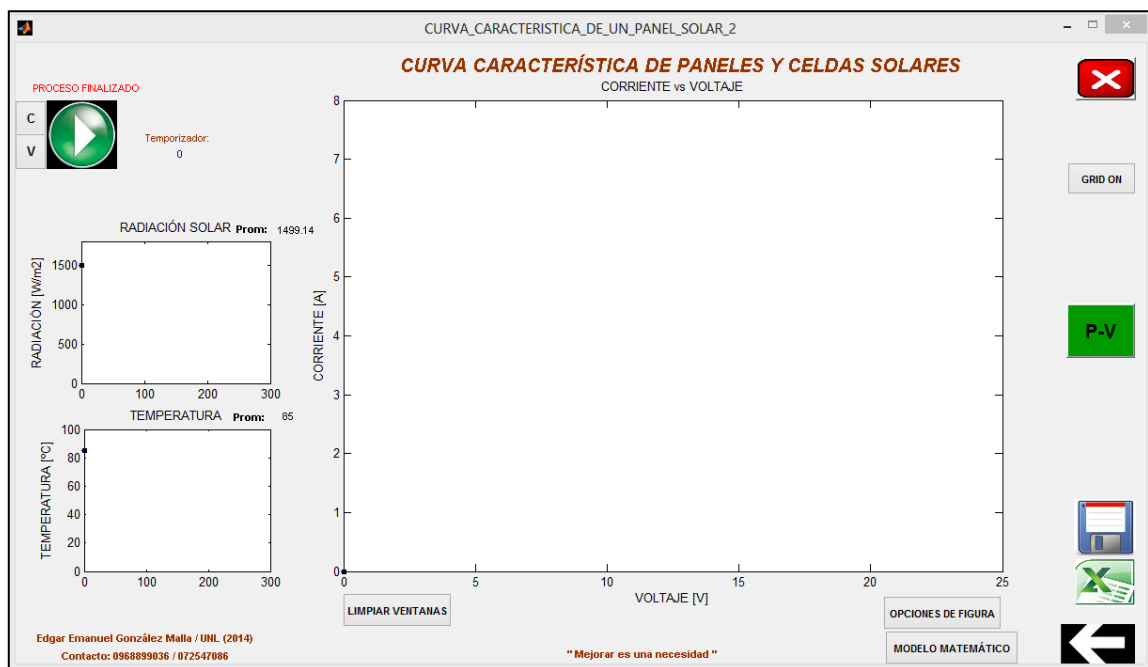 CURVA_CARACTERISTICA_DE_UN_PANEL_SOLAR_2
CURVA CARACTERÍSTICA DE PANELES Y CELDAS SOLARES
PROCESO FINALIZADO
C
V
Temporizador:
0
CORRIENTE vs VOLTAJE
8
7
6
5
4
3
2
1
0
CORRIENTE [A]
0 5 10 15 20 25
VOLTAJE [V]
RADIACIÓN SOLAR Prom: 1499.14
1500
1000
500
0
RADIACIÓN [W/m2]
0 100 200 300
TEMPERATURA Prom: 85
100
80
60
40
20
0
TEMPERATURA [ºC]
0 100 200 300
GRID ON
P-V
LIMPIAR VENTANAS
OPCIONES DE FIGURA
MODELO MATEMÁTICO
Edgar Emanuel González Malla / UNL (2014)
Contacto: 0968899036 / 072547086
" Mejorar es una necesidad "